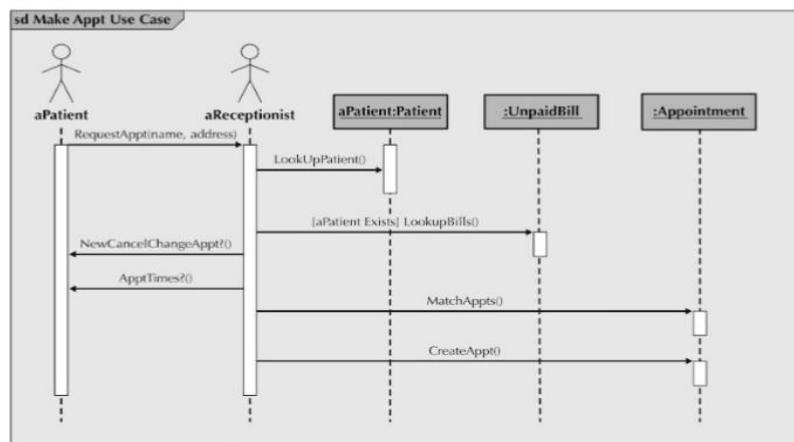 sd Make Appt Use Case
aPatient
aReceptionist
aPatient:Patient
:UnpaidBill
:Appointment
RequestAppt(name, address)
LookUpPatient()
[aPatient Exists] LookupBills()
NewCancelChangeAppt?()
ApptTimes?()
MatchAppts()
CreateAppt()